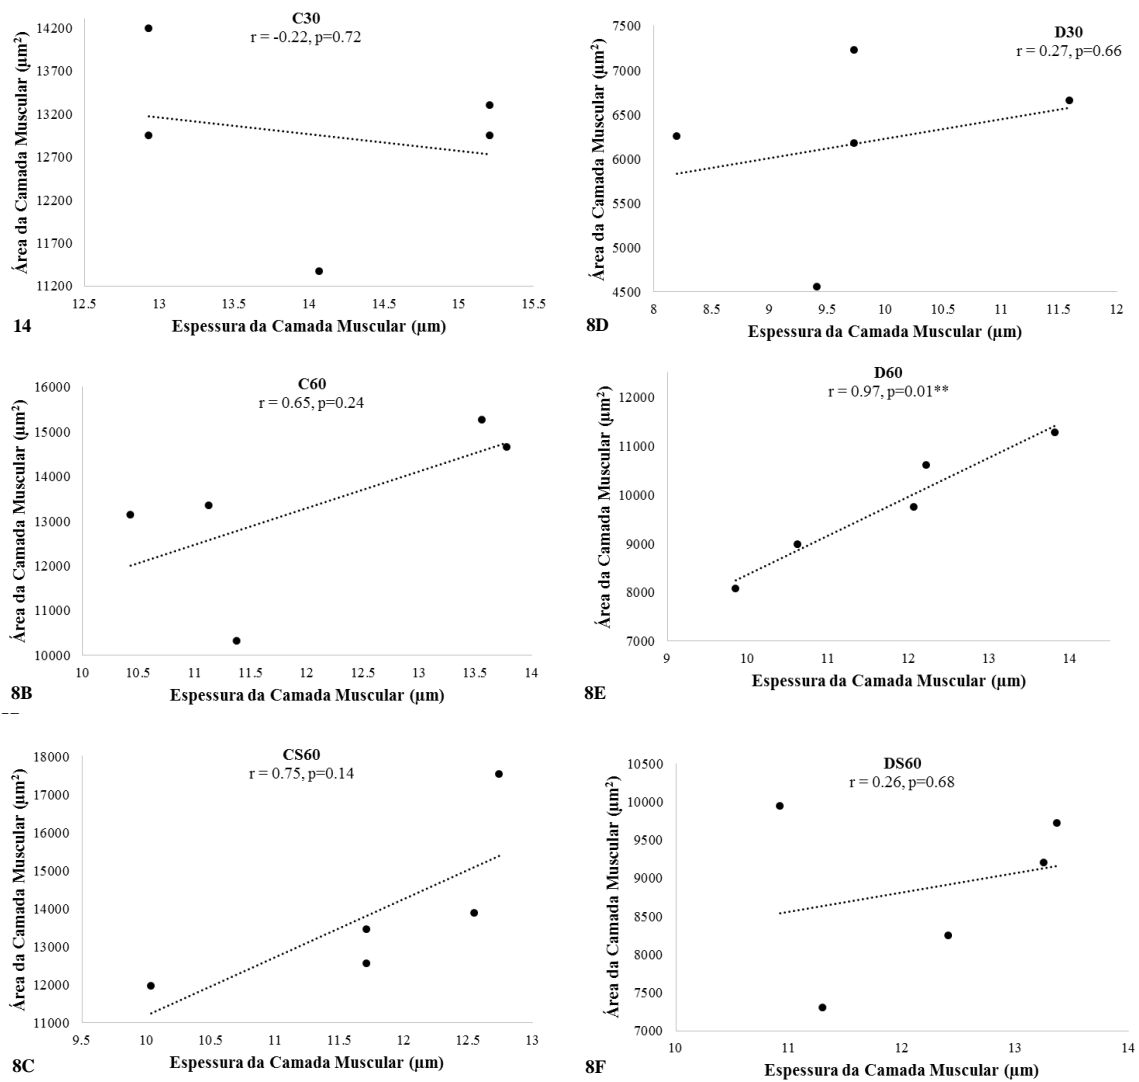 C30
r = -0.22, p=0.72
Área da Camada Muscular (µm²)
14200
13700
13200
12700
12200
11700
11200
12.5 13 13.5 14 14.5 15 15.5
Espessura da Camada Muscular (µm)
14
D30
r = 0.27, p=0.66
Área da Camada Muscular (µm²)
7500
7000
6500
6000
5500
5000
4500
8 8.5 9 9.5 10 10.5 11 11.5 12
Espessura da Camada Muscular (µm)
8D
C60
r = 0.65, p=0.24
Área da Camada Muscular (µm²)
16000
15000
14000
13000
12000
11000
10000
10 10.5 11 11.5 12 12.5 13 13.5 14
Espessura da Camada Muscular (µm)
8B
D60
r = 0.97, p=0.01**
Área da Camada Muscular (µm²)
12000
11000
10000
9000
8000
7000
9 10 11 12 13 14
Espessura da Camada Muscular (µm)
8E
CS60
r = 0.75, p=0.14
Área da Camada Muscular (µm²)
18000
17000
16000
15000
14000
13000
12000
11000
9.5 10 10.5 11 11.5 12 12.5 13
Espessura da Camada Muscular (µm)
8C
DS60
r = 0.26, p=0.68
Área da Camada Muscular (µm²)
10500
10000
9500
9000
8500
8000
7500
7000
10 11 12 13 14
Espessura da Camada Muscular (µm)
8F